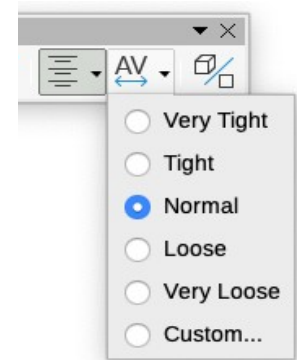 AV
Very Tight
Tight
Normal
Loose
Very Loose
Custom...